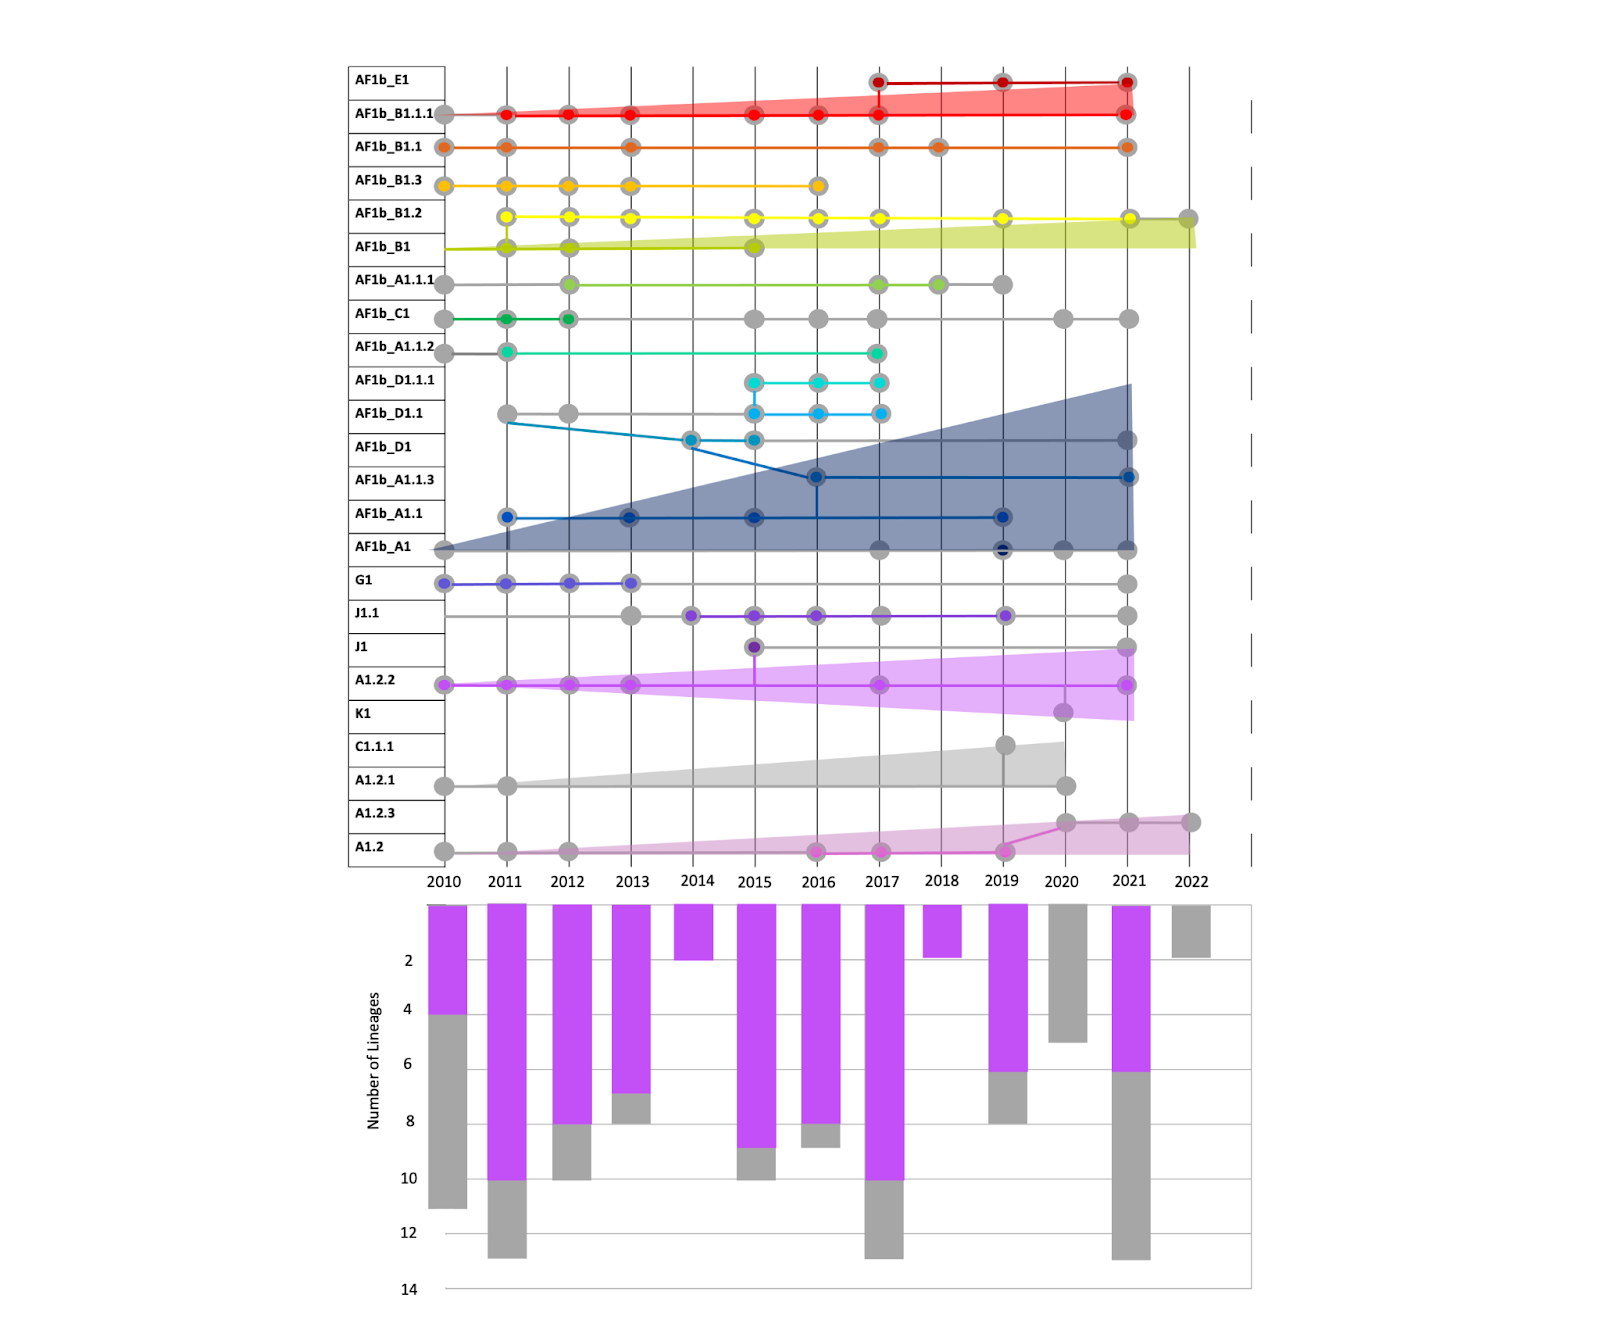 AF1b_E1
AF1b_B1.1.1
AF1b_B1.1
AF1b_B1.3
AF1b_B1.2
AF1b_B1
AF1b_A1.1.1
AF1b_C1
AF1b_A1.1.2
AF1b_D1.1.1
AF1b_D1.1
AF1b_D1
AF1b_A1.1.3
AF1b_A1.1
AF1b_A1
G1
J1.1
J1
A1.2.2
K1
C1.1.1
A1.2.1
A1.2.3
A1.2
2010 2011 2012 2013 2014 2015 2016 2017 2018 2019 2020 2021 2022
Number of Lineages
2
4
6
8
10
12
14